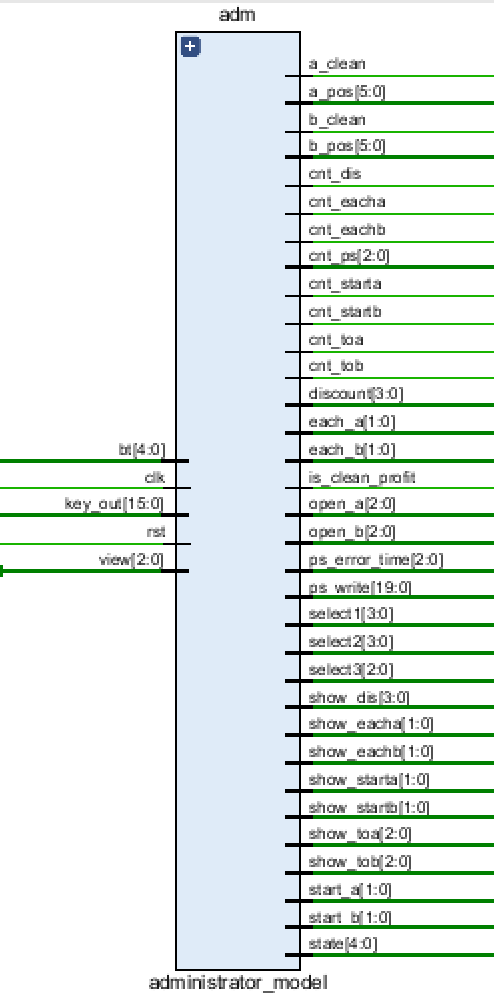 adm
a_clean
a_pos[5:0]
b_clean
b_pos[5:0]
cnt_dis
cnt_eacha
cnt_eachb
cnt_ps[2:0]
cnt_starta
cnt_startb
cnt_toa
cnt_tob
discount[3:0]
each_a[1:0]
bt[4:0]
each_b[1:0]
clk
is_clean_profit
key_out[15:0]
open_a[2:0]
rst
open_b[2:0]
view[2:0]
ps_error_time[2:0]
ps_write[19:0]
select1[3:0]
select2[3:0]
select3[2:0]
show_dis[3:0]
show_eacha[1:0]
show_eachb[1:0]
show_starta[1:0]
show_startb[1:0]
show_toa[2:0]
show_tob[2:0]
start_a[1:0]
start_b[1:0]
state[4:0]
administrator_model